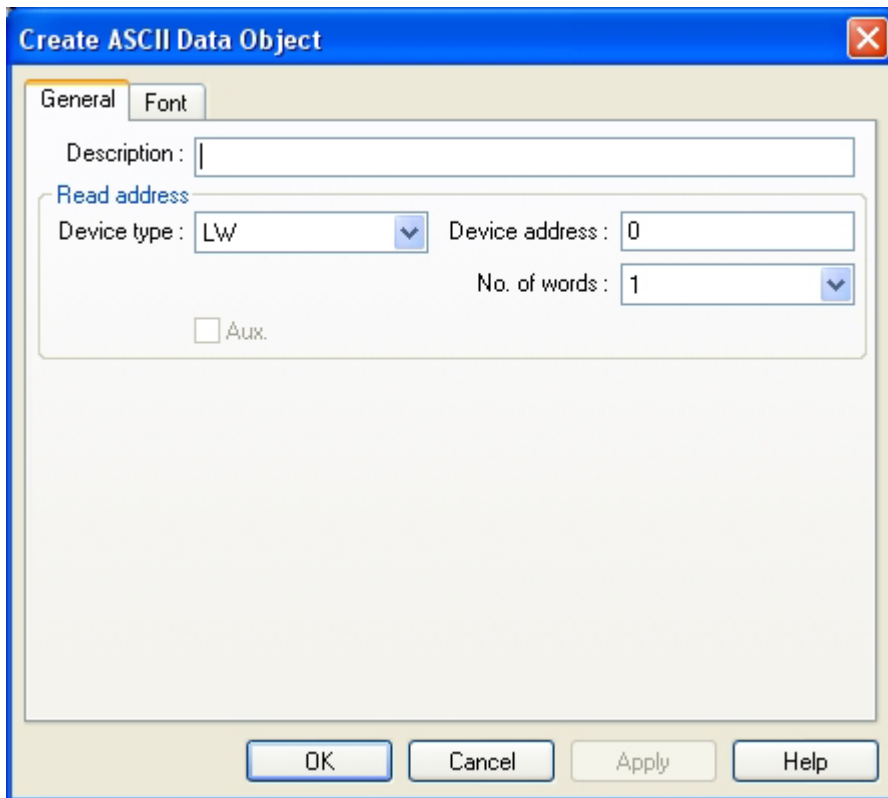 Create ASCII Data Object
General Font
Description :
Read address
Device type : LW Device address : 0
No. of words : 1
Aux.
OK Cancel Apply Help